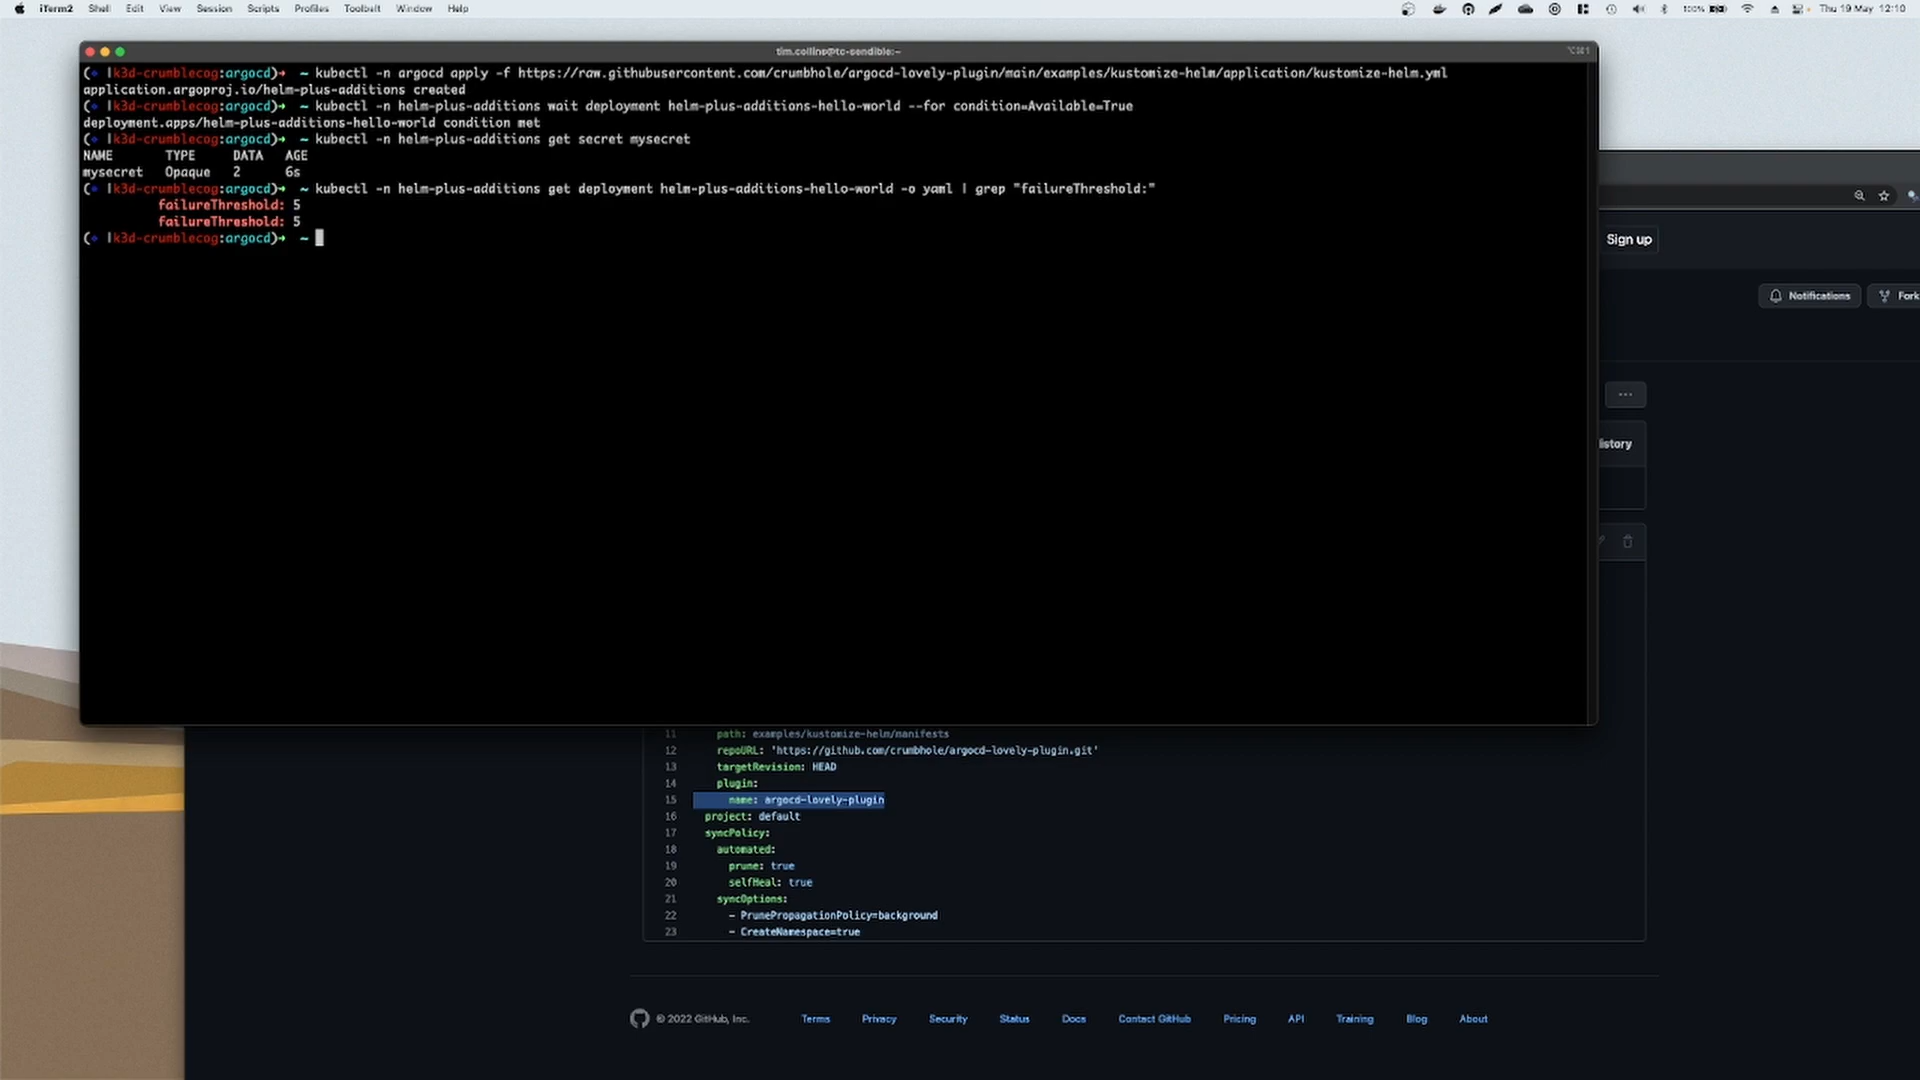 iTerm2 Shell Edit View Session Scripts Profiles Toolbelt Window Help 100% Thu 19 May 12:10
tim.collins@tc-sendible:~
⌥⌘1
( |k3d-crumblecog:argocd)➜ ~ kubectl -n argocd apply -f https://raw.githubusercontent.com/crumbhole/argocd-lovely-plugin/main/examples/kustomize-helm/application/kustomize-helm.yml
application.argoproj.io/helm-plus-additions created
( |k3d-crumblecog:argocd)➜ ~ kubectl -n helm-plus-additions wait deployment helm-plus-additions-hello-world --for condition=Available=True
deployment.apps/helm-plus-additions-hello-world condition met
( |k3d-crumblecog:argocd)➜ ~ kubectl -n helm-plus-additions get secret mysecret
NAME TYPE DATA AGE
mysecret Opaque 2 6s
( |k3d-crumblecog:argocd)➜ ~ kubectl -n helm-plus-additions get deployment helm-plus-additions-hello-world -o yaml | grep "failureThreshold:"
failureThreshold: 5
failureThreshold: 5
( |k3d-crumblecog:argocd)➜ ~
Sign up
Notifications Fork
istory
11 path: examples/kustomize-helm/manifests
12 repoURL: 'https://github.com/crumbhole/argocd-lovely-plugin.git'
13 targetRevision: HEAD
14 plugin:
15 name: argocd-lovely-plugin
16 project: default
17 syncPolicy:
18 automated:
19 prune: true
20 selfHeal: true
21 syncOptions:
22 - PrunePropagationPolicy=background
23 - CreateNamespace=true
© 2022 GitHub, Inc. Terms Privacy Security Status Docs Contact GitHub Pricing API Training Blog About